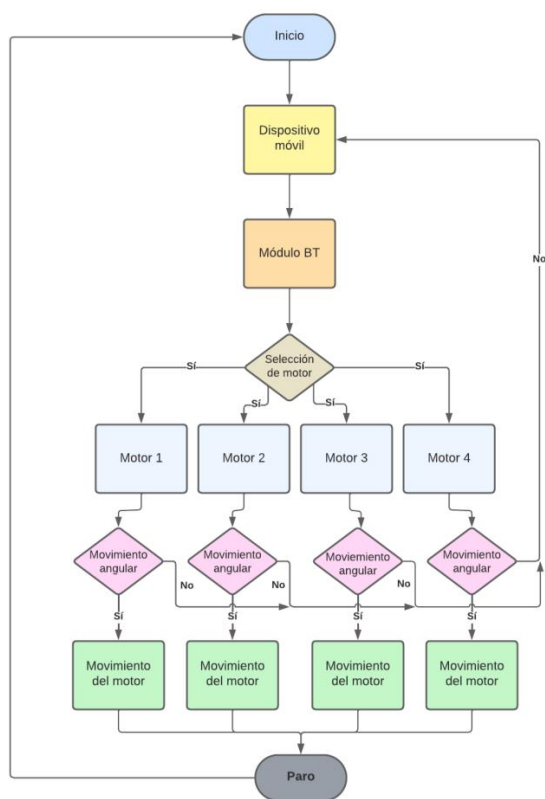 Inicio
Dispositivo
móvil
Módulo BT
No
Selección
de motor
Sí
Sí
Sí
Sí
Motor 1
Motor 2
Motor 3
Motor 4
Movimiento
angular
Movimiento
angular
Moviemiento
angular
Movimiento
angular
No
No
No
Sí
Sí
Sí
Sí
Movimiento
del motor
Movimiento
del motor
Movimiento
del motor
Movimiento
del motor
Paro